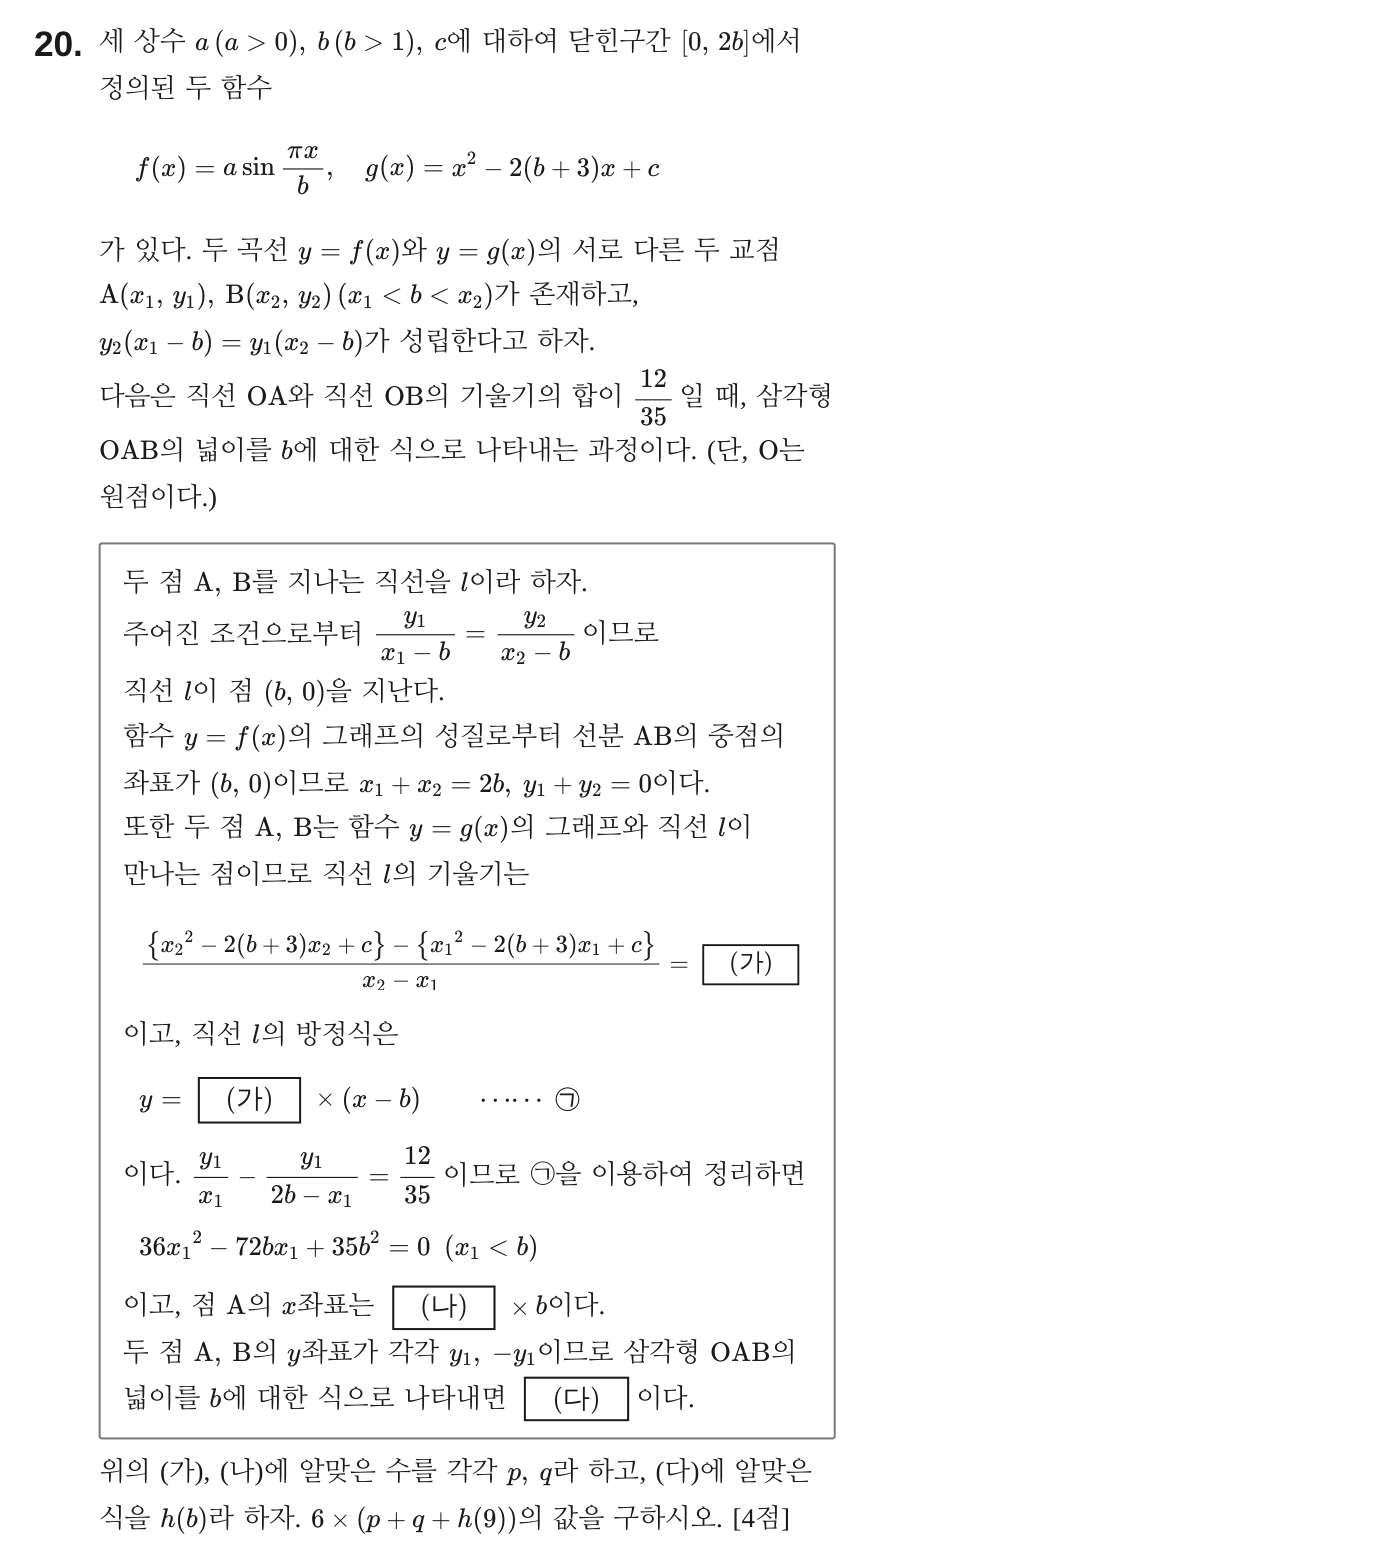 20. 세 상수 a (a > 0), b (b > 1), c에 대하여 닫힌구간 [0, 2b]에서
정의된 두 함수
f(x) = a sin πx/b, g(x) = x² − 2(b + 3)x + c
가 있다. 두 곡선 y = f(x)와 y = g(x)의 서로 다른 두 교점
A(x₁, y₁), B(x₂, y₂) (x₁ < b < x₂)가 존재하고,
y₂(x₁ − b) = y₁(x₂ − b)가 성립한다고 하자.
다음은 직선 OA와 직선 OB의 기울기의 합이 12/35 일 때, 삼각형
OAB의 넓이를 b에 대한 식으로 나타내는 과정이다. (단, O는
원점이다.)
두 점 A, B를 지나는 직선을 l이라 하자.
주어진 조건으로부터 y₁/(x₁ − b) = y₂/(x₂ − b) 이므로
직선 l이 점 (b, 0)을 지난다.
함수 y = f(x)의 그래프의 성질로부터 선분 AB의 중점의
좌표가 (b, 0)이므로 x₁ + x₂ = 2b, y₁ + y₂ = 0이다.
또한 두 점 A, B는 함수 y = g(x)의 그래프와 직선 l이
만나는 점이므로 직선 l의 기울기는
({x₂² − 2(b + 3)x₂ + c} − {x₁² − 2(b + 3)x₁ + c})/(x₂ − x₁) = (가)
이고, 직선 l의 방정식은
y = (가) × (x − b) ⋯⋯ ㉠
이다. y₁/x₁ − y₁/(2b − x₁) = 12/35 이므로 ㉠을 이용하여 정리하면
36x₁² − 72bx₁ + 35b² = 0 (x₁ < b)
이고, 점 A의 x좌표는 (나) × b이다.
두 점 A, B의 y좌표가 각각 y₁, −y₁이므로 삼각형 OAB의
넓이를 b에 대한 식으로 나타내면 (다) 이다.
위의 (가), (나)에 알맞은 수를 각각 p, q라 하고, (다)에 알맞은
식을 h(b)라 하자. 6 × (p + q + h(9))의 값을 구하시오. [4점]